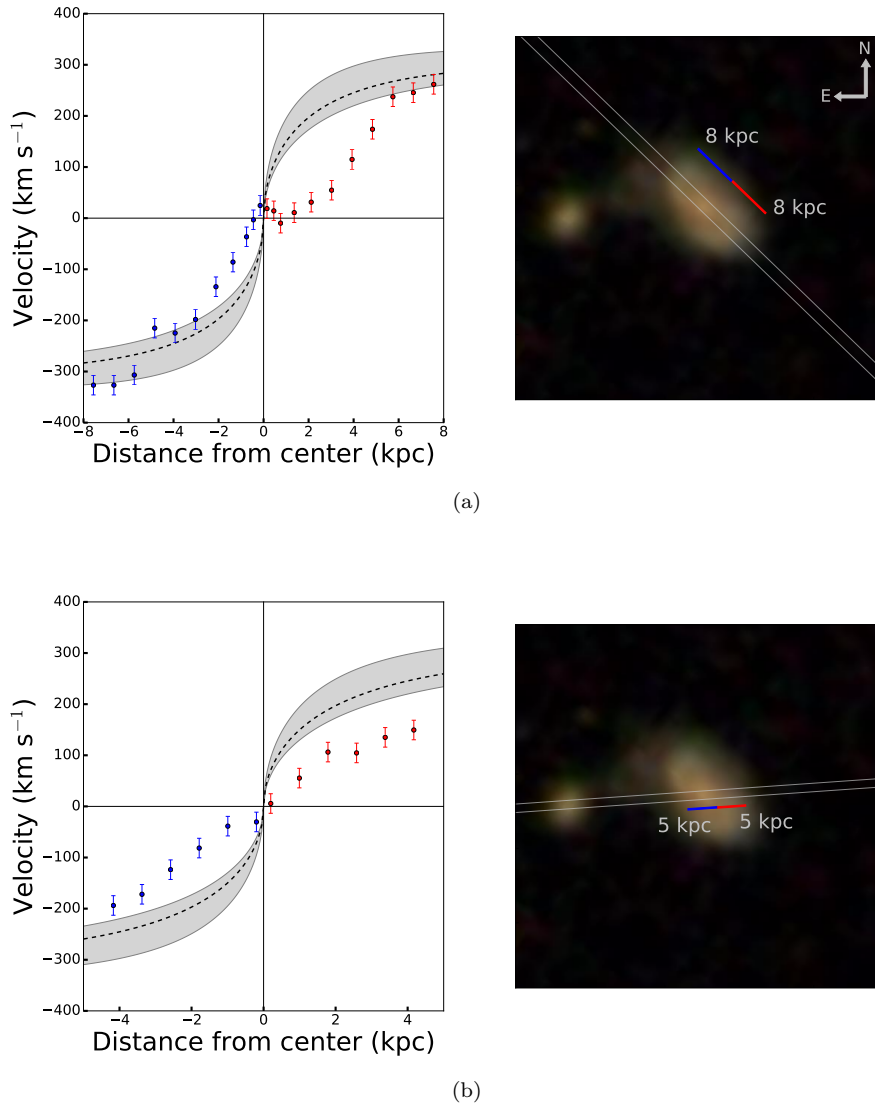 400
300
200
100
0
−100
−200
−300
−400
−8
−6
−4
−2
0
2
4
6
8
Velocity (km s⁻¹)
Distance from center (kpc)
N
E
8 kpc
8 kpc
(a)
400
300
200
100
0
−100
−200
−300
−400
−4
−2
0
2
4
Velocity (km s⁻¹)
Distance from center (kpc)
5 kpc
5 kpc
(b)